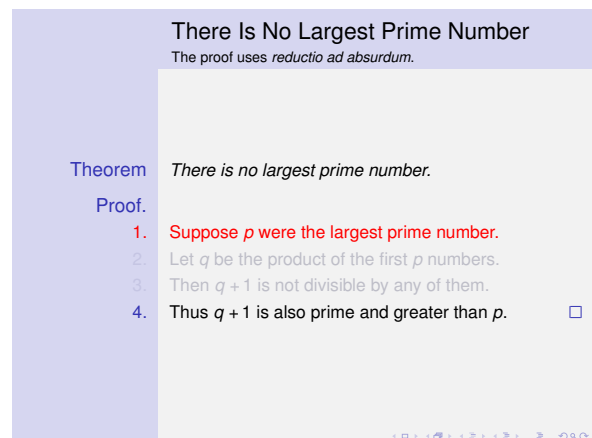 There Is No Largest Prime Number
The proof uses reductio ad absurdum.
Theorem There is no largest prime number.
Proof.
1. Suppose p were the largest prime number.
2. Let q be the product of the first p numbers.
3. Then q + 1 is not divisible by any of them.
4. Thus q + 1 is also prime and greater than p. □